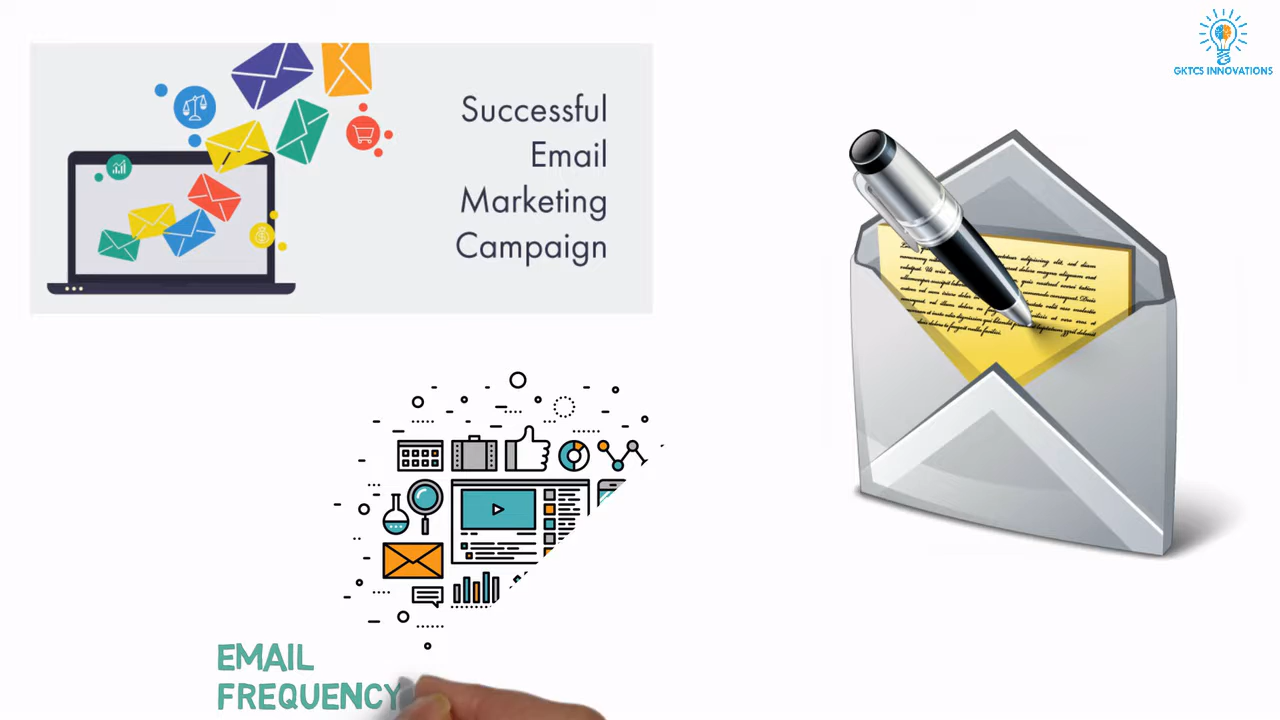 GKTCS INNOVATIONS
Successful
Email
Marketing
Campaign
EMAIL
FREQUENCY